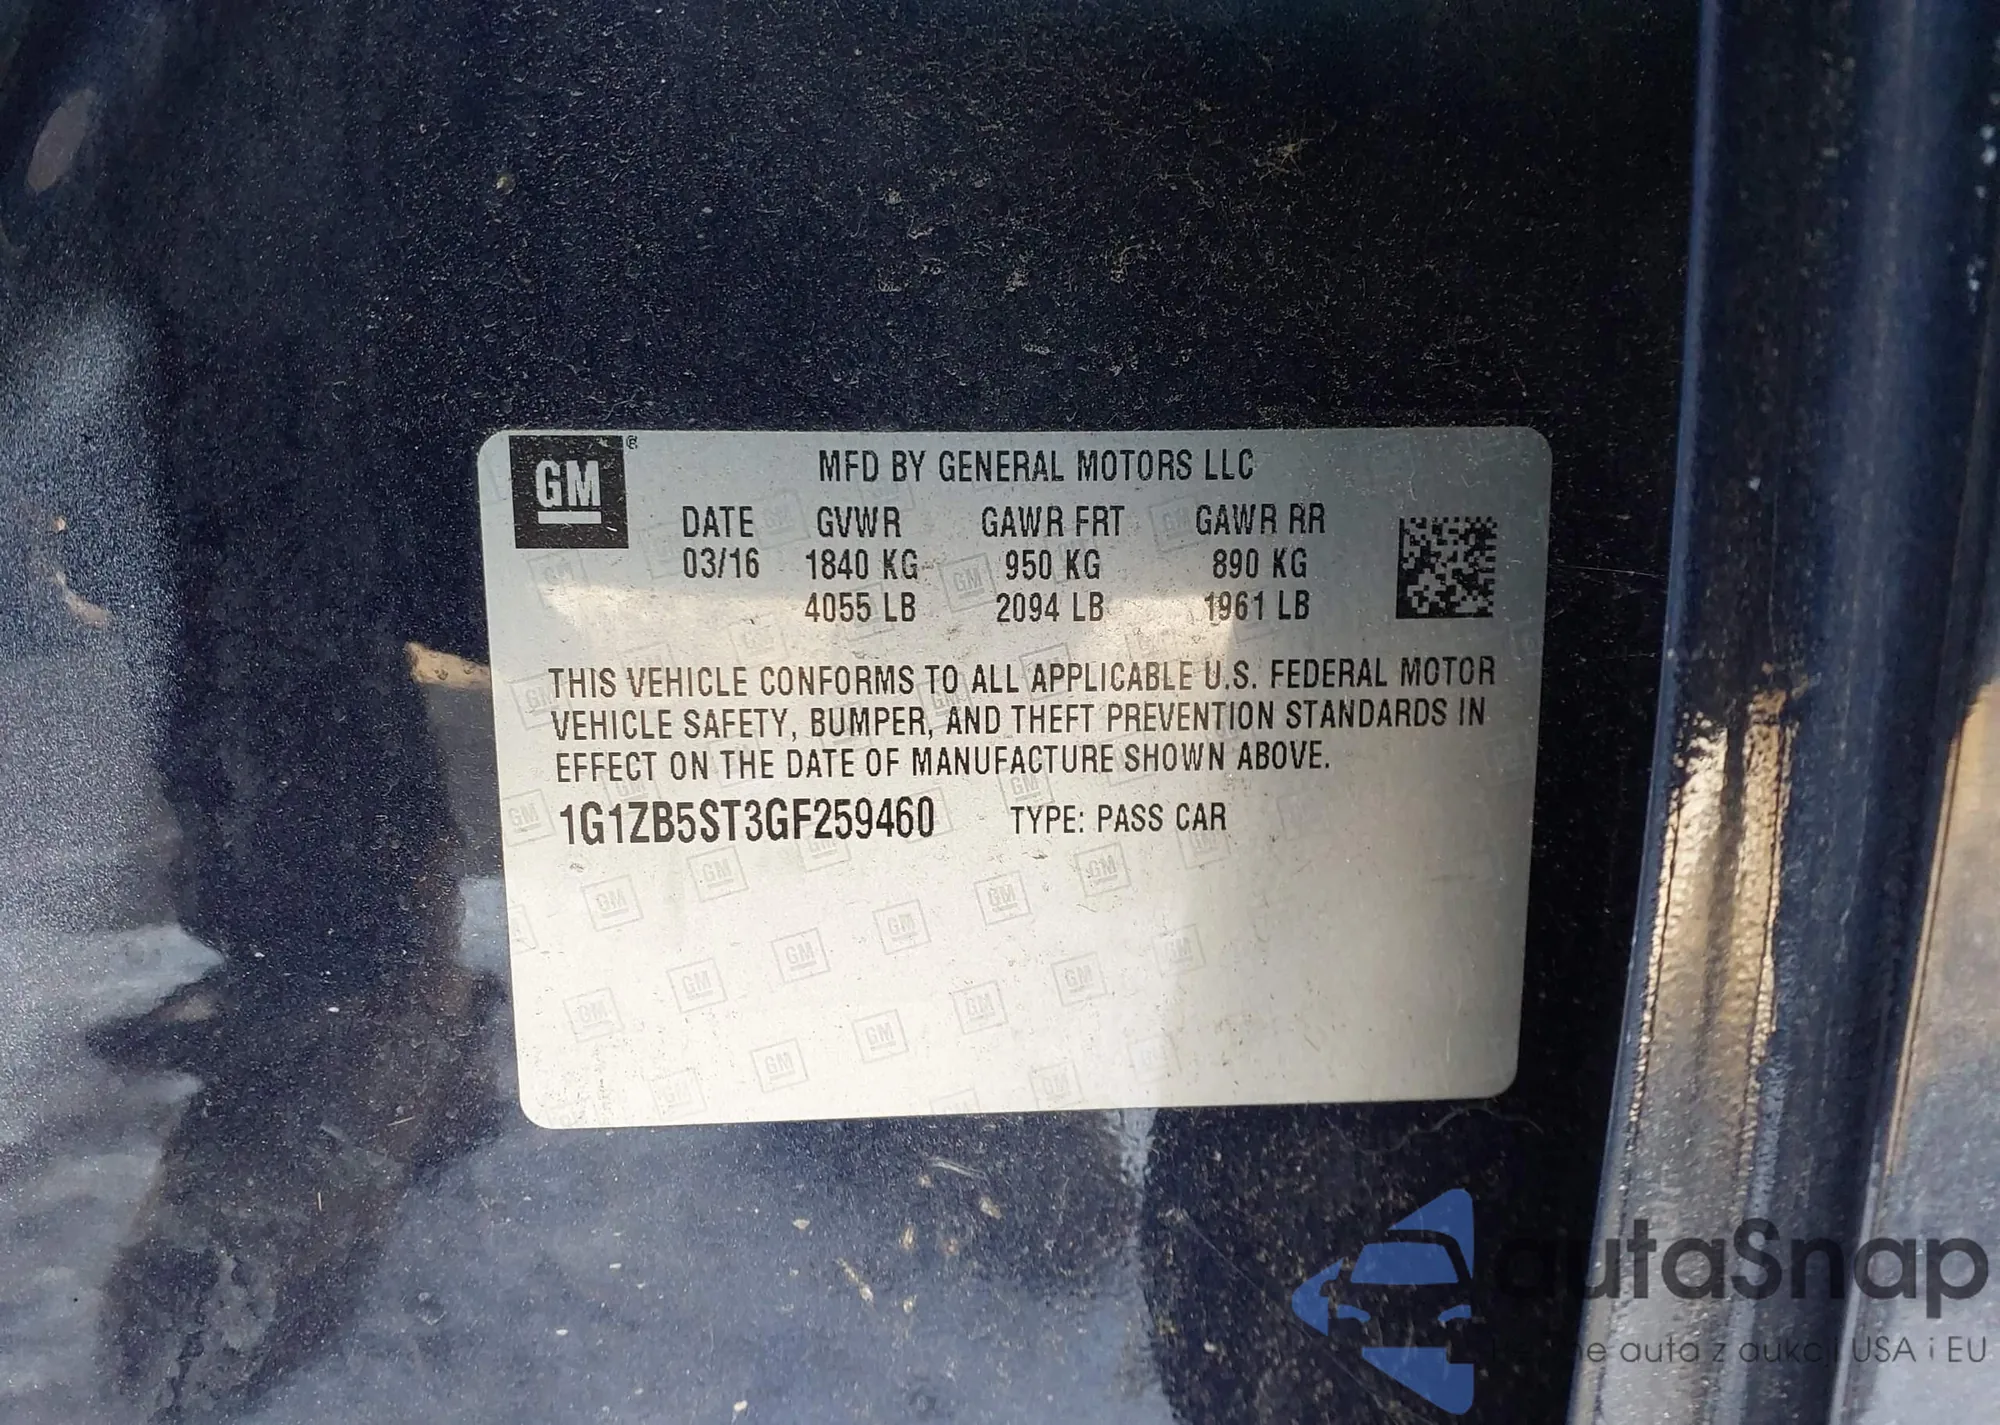 GM ®
MFD BY GENERAL MOTORS LLC
DATE GVWR GAWR FRT GAWR RR
03/16 1840 KG 950 KG 890 KG
4055 LB 2094 LB 1961 LB
THIS VEHICLE CONFORMS TO ALL APPLICABLE U.S. FEDERAL MOTOR
VEHICLE SAFETY, BUMPER, AND THEFT PREVENTION STANDARDS IN
EFFECT ON THE DATE OF MANUFACTURE SHOWN ABOVE.
1G1ZB5ST3GF259460 TYPE: PASS CAR
autaSnap
auta z aukcji USA i EU